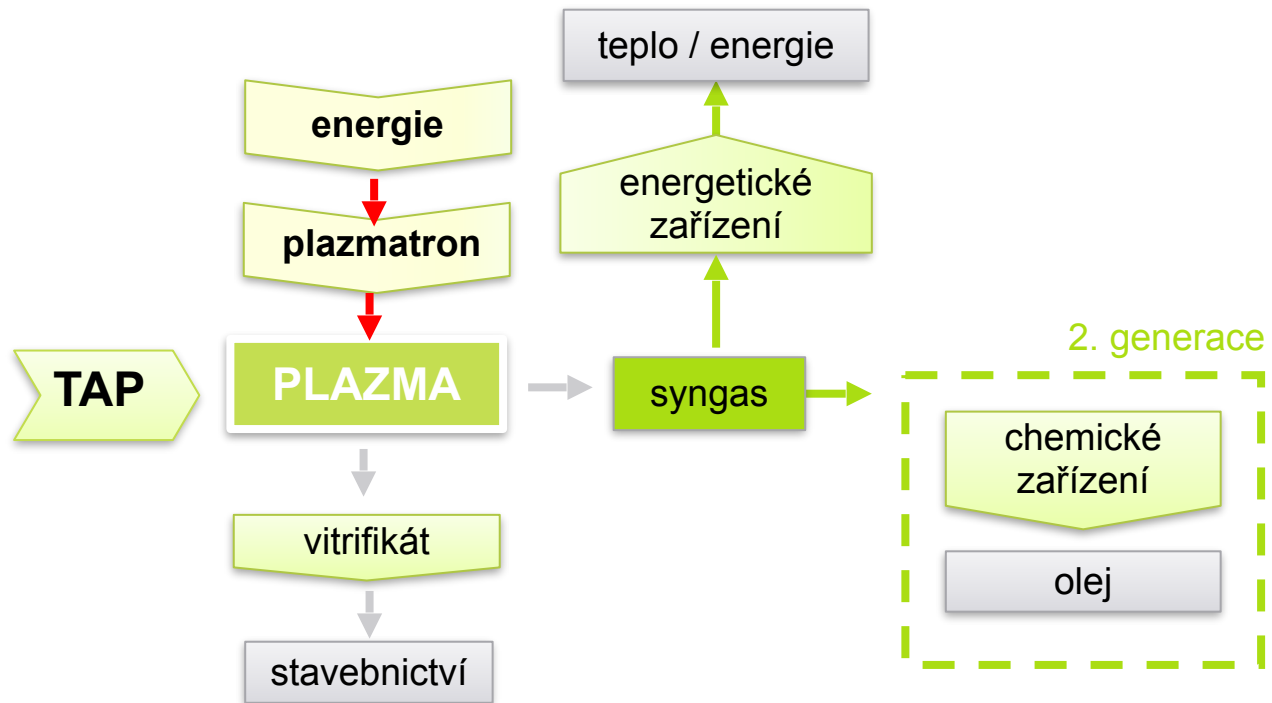 teplo / energie
energie
energetické
zařízení
plazmatron
2. generace
TAP
PLAZMA
syngas
chemické
zařízení
vitrifikát
olej
stavebnictví